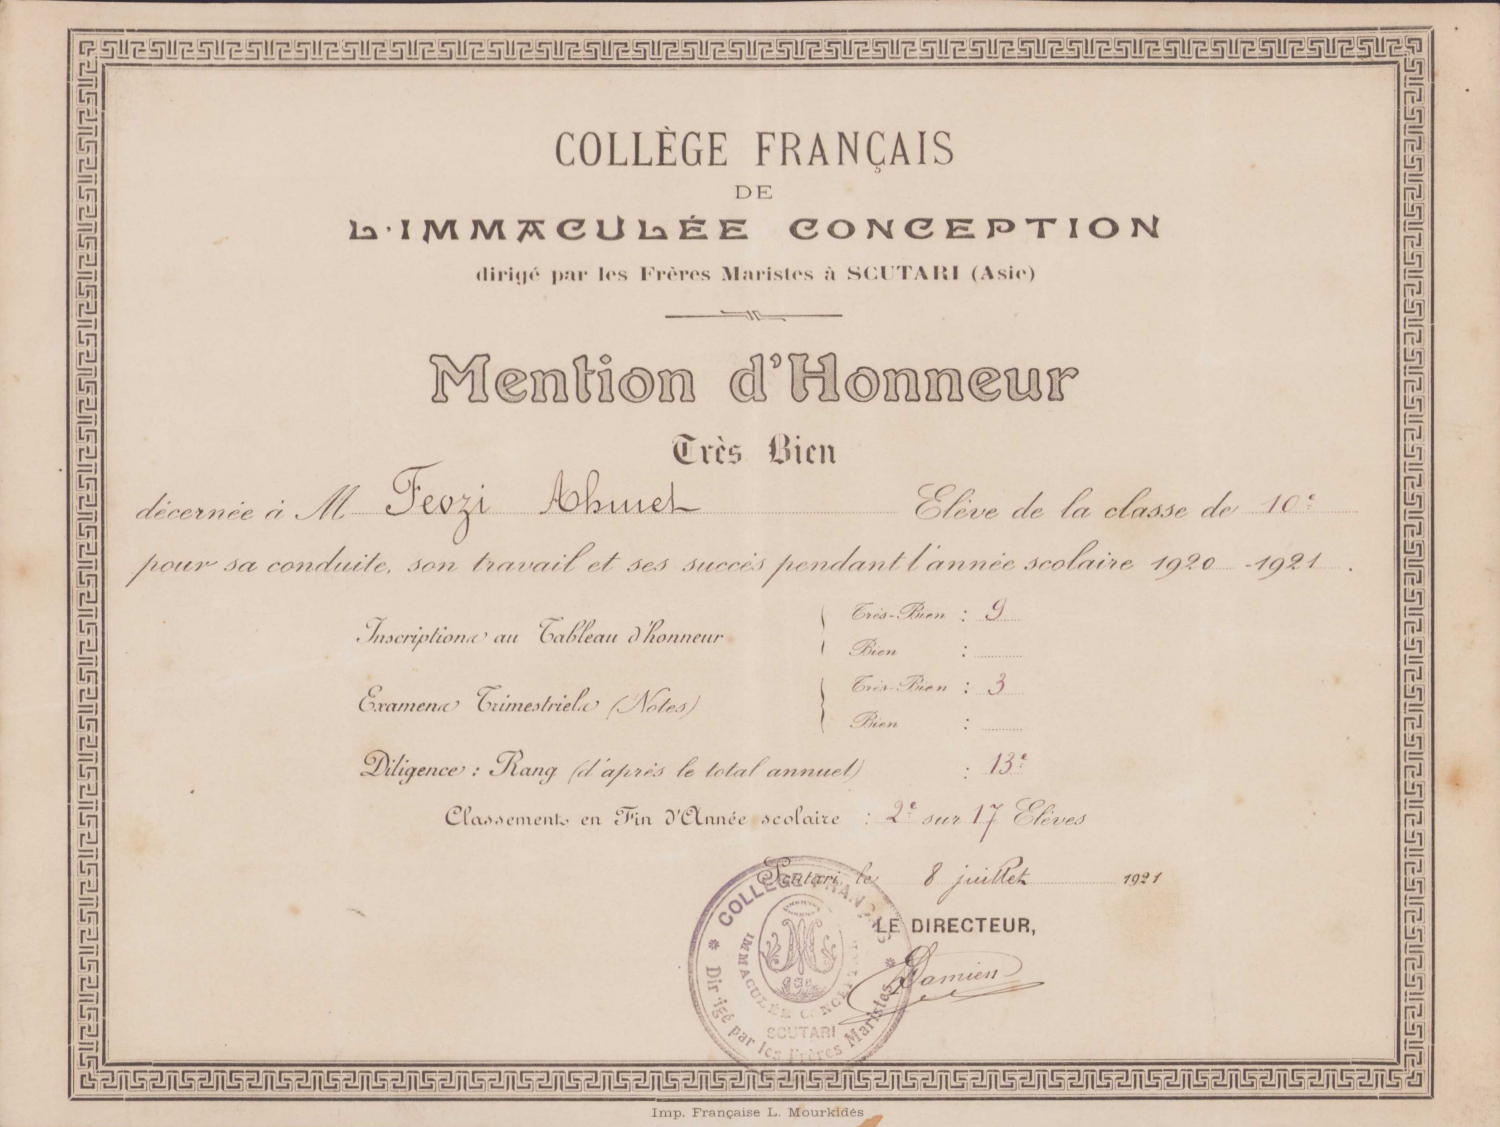 COLLÈGE FRANÇAIS
DE
L'IMMACULÉE CONCEPTION
dirigé par les Frères Maristes à SCUTARI (Asie)
Mention d'Honneur
Très Bien
décernée à M Fevzi Ahmet Elève de la classe de 10e
pour sa conduite, son travail et ses succès pendant l'année scolaire 1920-1921.
Inscriptions au Tableau d'honneur { Très-Bien : 9
Bien :
Examens Trimestriels (Notes) { Très-Bien : 3
Bien :
Diligence : Rang (d'après le total annuel) : 13e
Classements en Fin d'Année scolaire : 2e sur 17 Elèves
Scutari le 8 juillet 1921
LE DIRECTEUR,
Damien
COLLÈGE FRANÇAIS
IMMACULÉE CONCEPTION
SCUTARI
Dirigé par les Frères Maristes
Imp. Française L. Mourkidès